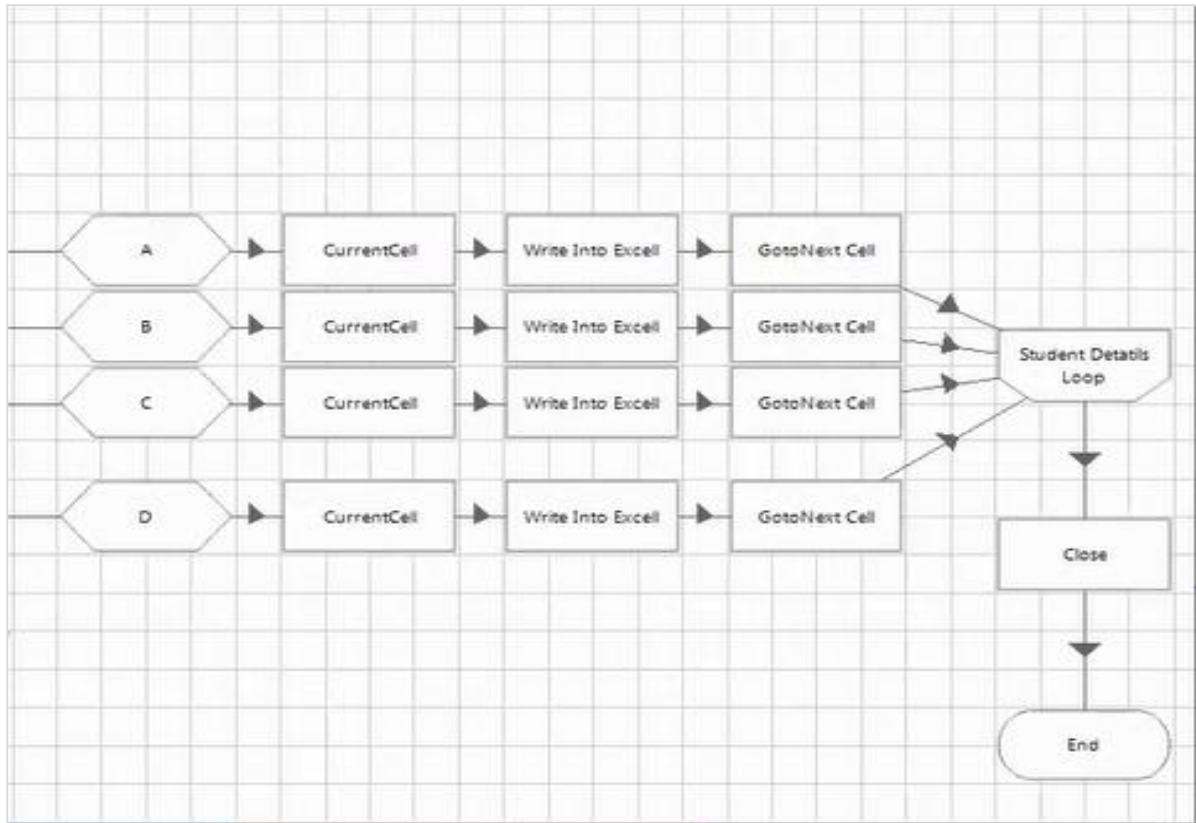 A
CurrentCell
Write Into Excell
GotoNext Cell
B
CurrentCell
Write Into Excell
GotoNext Cell
C
CurrentCell
Write Into Excell
GotoNext Cell
Student Detatils
Loop
D
CurrentCell
Write Into Excell
GotoNext Cell
Close
End